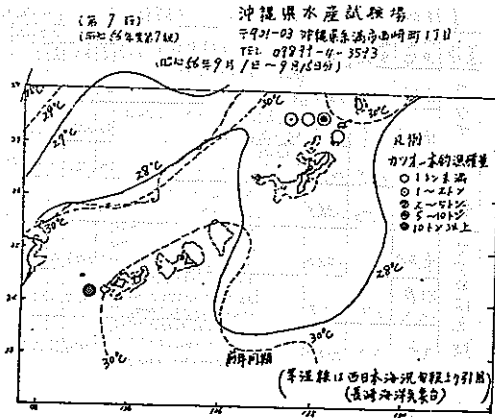 沖縄県水産試験場
(第 7 報)
〒901-03 沖縄県糸満市西崎町1丁目
(昭和56年度第7報)
TEL 09899-4-3593
(昭和56年9月1日~9月15日分)
29℃
29℃
30℃
30℃
28℃
凡例
カツオ一本釣漁獲量
1トン未満
1~2トン
2~5トン
5~10トン
10トン以上
30℃
28℃
30℃
30℃
前年同期
(等温線は西日本海況旬報より引用)
(長崎海洋気象台)